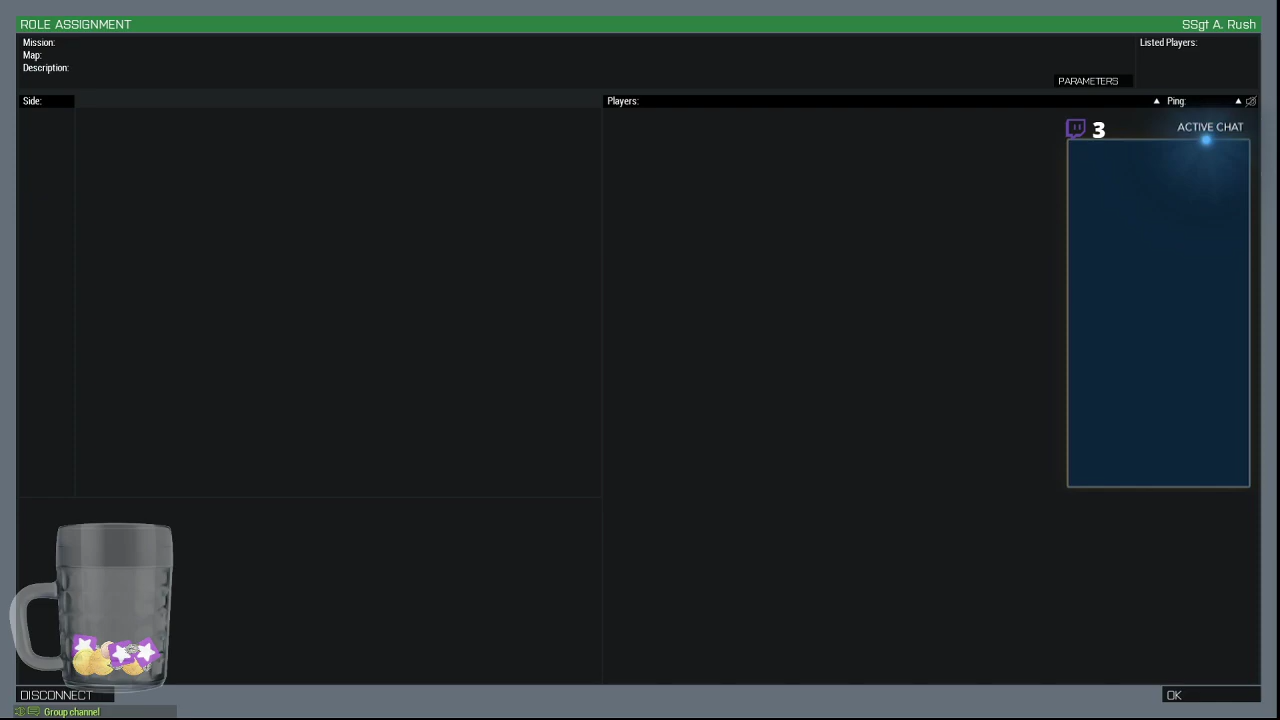 ROLE ASSIGNMENT
SSgt A. Rush
Mission:
Map:
Description:
Listed Players:
PARAMETERS
Side:
Players:
Ping:
3
ACTIVE CHAT
DISCONNECT
OK
Group channel